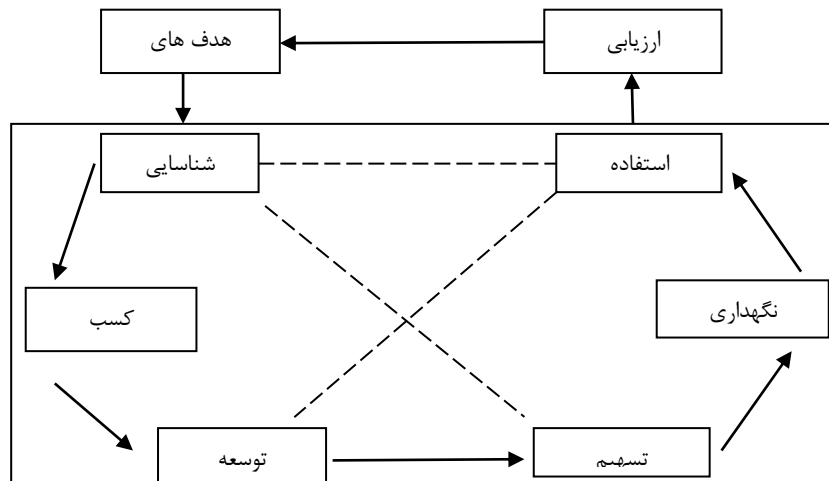 هدف های
ارزیابی
شناسایی
استفاده
کسب
نگهداری
توسعه
تسهیم